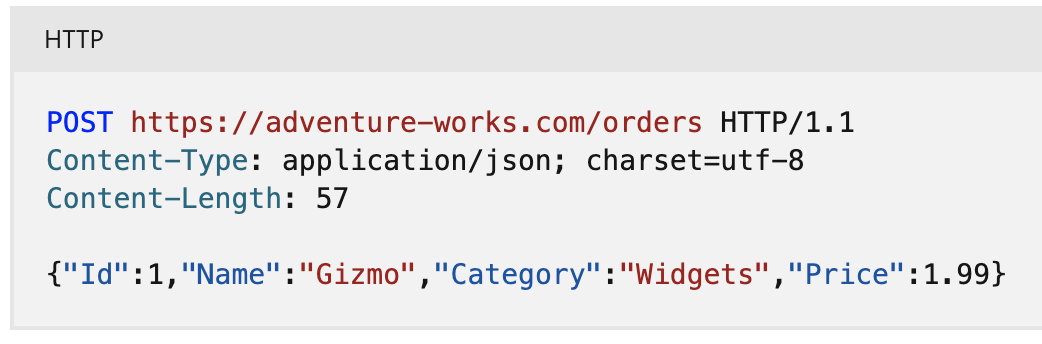 HTTP
POST https://adventure-works.com/orders HTTP/1.1
Content-Type: application/json; charset=utf-8
Content-Length: 57
{"Id":1,"Name":"Gizmo","Category":"Widgets","Price":1.99}